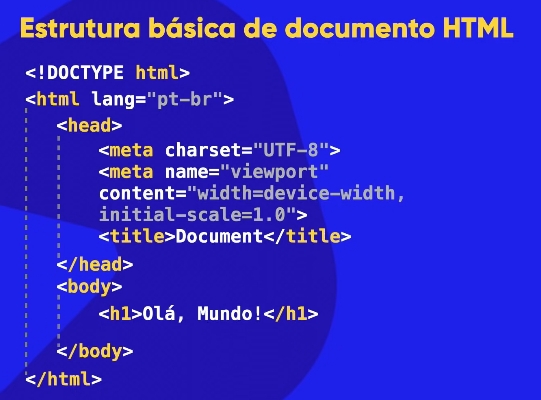 Estrutura básica de documento HTML
<!DOCTYPE html>
<html lang="pt-br">
<head>
<meta charset="UTF-8">
<meta name="viewport"
content="width=device-width,
initial-scale=1.0">
<title>Document</title>
</head>
<body>
<h1>Olá, Mundo!</h1>
</body>
</html>